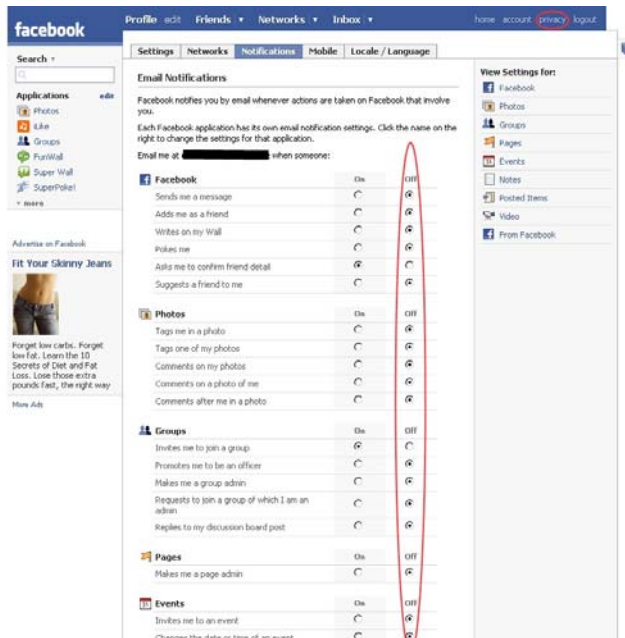 facebook
Profile edit Friends Networks Inbox
home account privacy logout
Search
Applications edit
Photos
iLike
Groups
FunWall
Super Wall
SuperPoke!
more
Advertise on Facebook
Fit Your Skinny Jeans
Forget low carbs. Forget
low fat. Learn the 10
Secrets of Diet and Fat
Loss. Lose those extra
pounds fast, the right way
More Ads
Settings Networks Notifications Mobile Locale / Language
Email Notifications
Facebook notifies you by email whenever actions are taken on Facebook that involve
you.
Each Facebook application has its own email notification settings. Click the name on the
right to change the settings for that application.
Email me at when someone:
Facebook On Off
Sends me a message
Adds me as a friend
Writes on my Wall
Pokes me
Asks me to confirm friend detail
Suggests a friend to me
Photos On Off
Tags me in a photo
Tags one of my photos
Comments on my photos
Comments on a photo of me
Comments after me in a photo
Groups On Off
Invites me to join a group
Promotes me to be an officer
Makes me a group admin
Requests to join a group of which I am an
admin
Replies to my discussion board post
Pages On Off
Makes me a page admin
Events On Off
Invites me to an event
Changes the date or time of an event
View Settings for:
Facebook
Photos
Groups
Pages
Events
Notes
Posted Items
Video
From Facebook